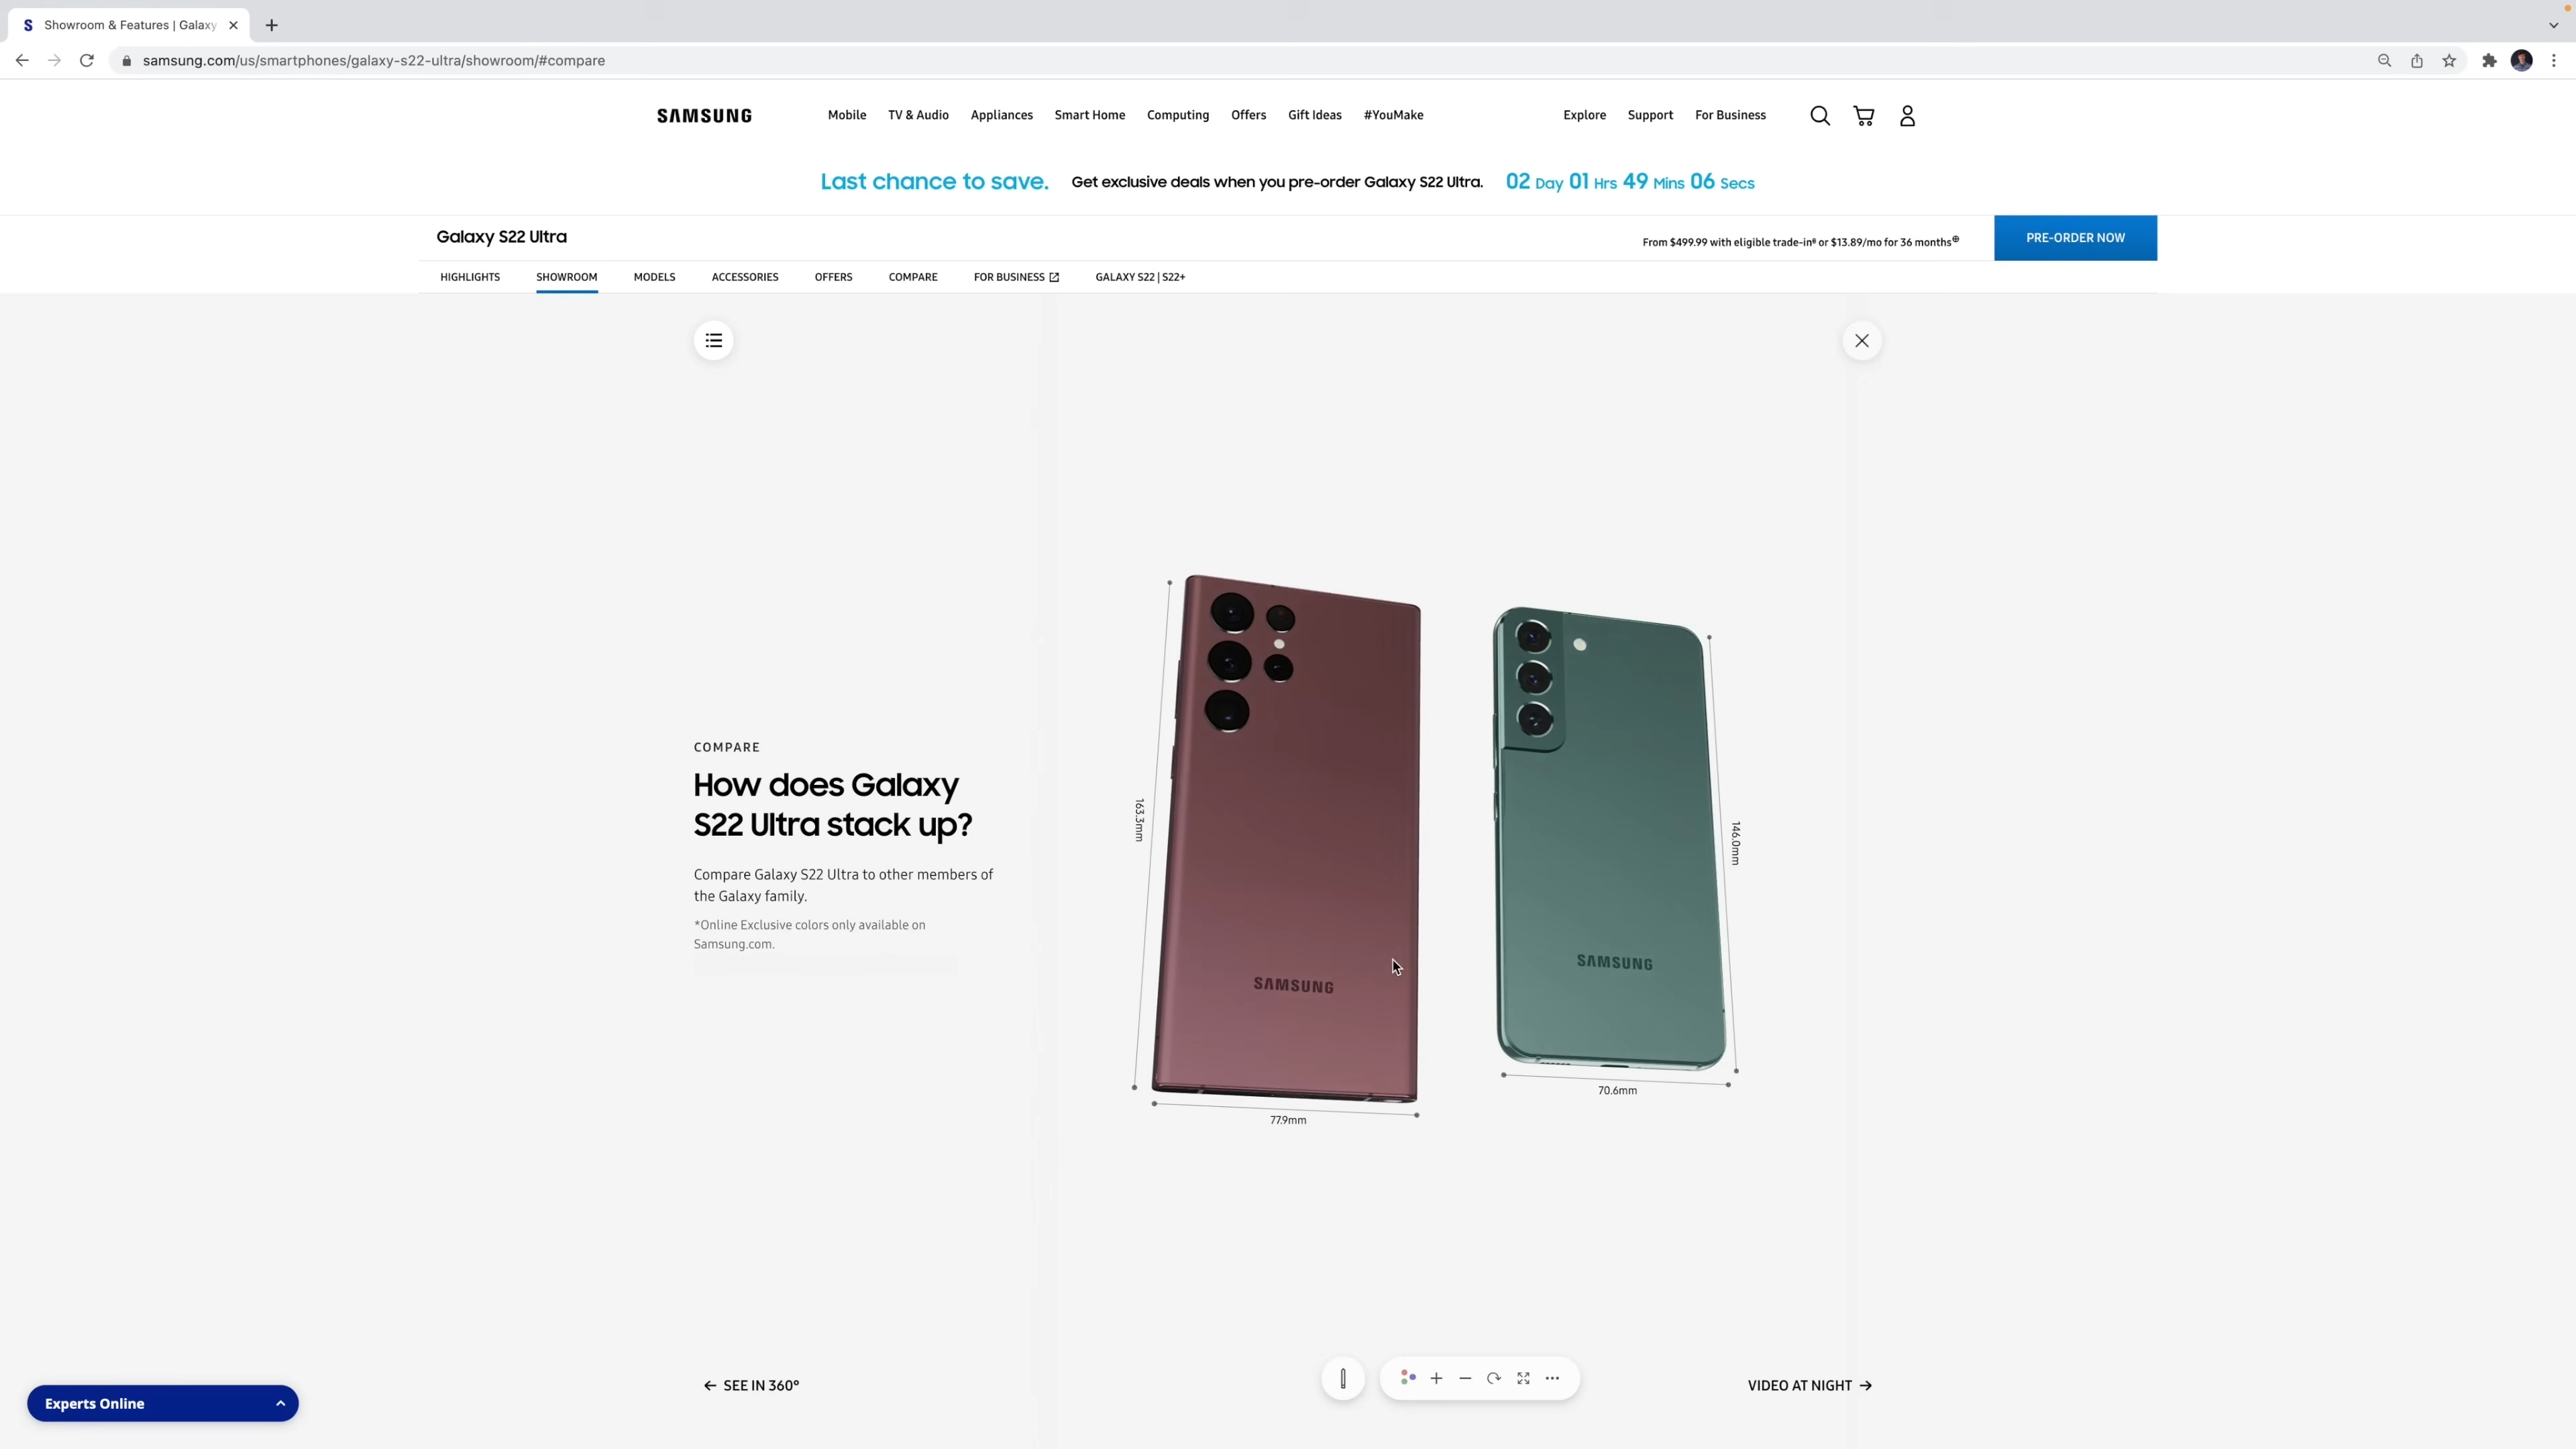 Showroom & Features | Galaxy
samsung.com/us/smartphones/galaxy-s22-ultra/showroom/#compare
SAMSUNG Mobile TV & Audio Appliances Smart Home Computing Offers Gift Ideas #YouMake Explore Support For Business
Last chance to save. Get exclusive deals when you pre-order Galaxy S22 Ultra. 02 Day 01 Hrs 49 Mins 06 Secs
Galaxy S22 Ultra
From $499.99 with eligible trade-in⁠ or $13.89/mo for 36 months⊕
PRE-ORDER NOW
HIGHLIGHTS SHOWROOM MODELS ACCESSORIES OFFERS COMPARE FOR BUSINESS GALAXY S22 | S22+
COMPARE
How does Galaxy
S22 Ultra stack up?
Compare Galaxy S22 Ultra to other members of
the Galaxy family.
*Online Exclusive colors only available on
Samsung.com.
163.3mm
SAMSUNG
77.9mm
146.0mm
SAMSUNG
70.6mm
← SEE IN 360°
VIDEO AT NIGHT →
Experts Online